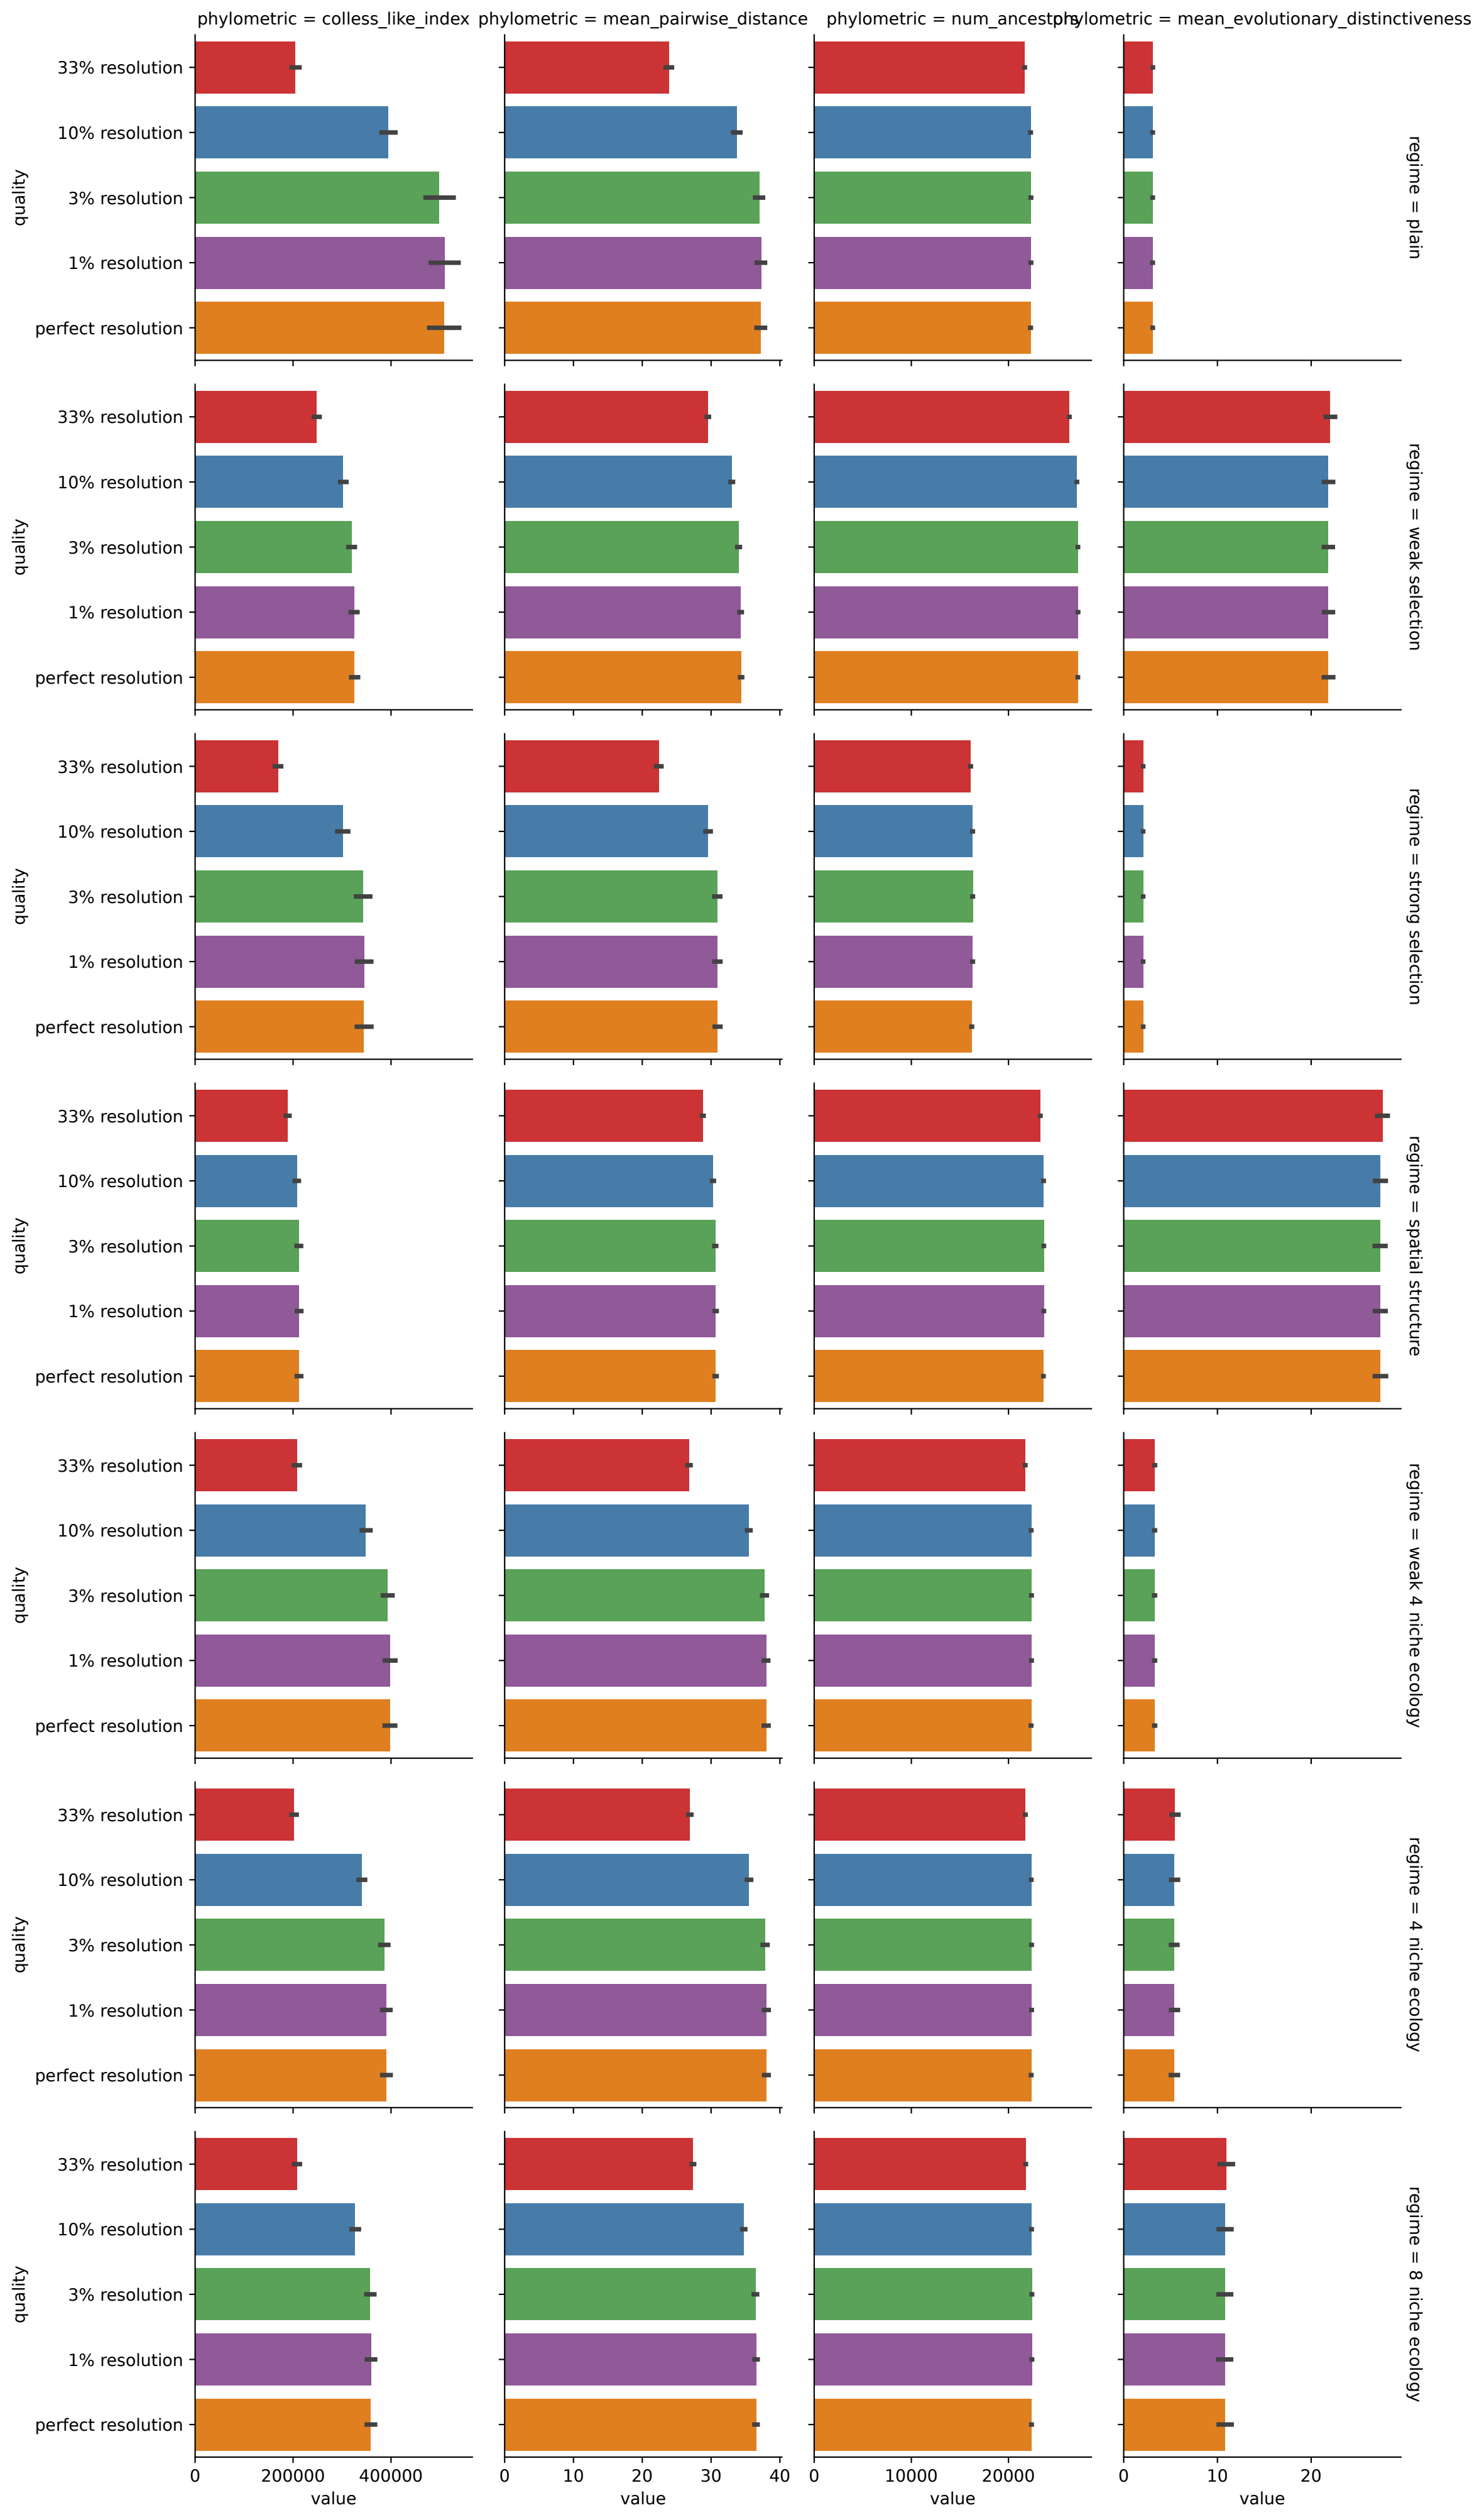 phylometric = colless_like_index
phylometric = mean_pairwise_distance
phylometric = num_ancestors
phylometric = mean_evolutionary_distinctiveness
quality
33% resolution
10% resolution
3% resolution
1% resolution
perfect resolution
regime = plain
quality
33% resolution
10% resolution
3% resolution
1% resolution
perfect resolution
regime = weak selection
quality
33% resolution
10% resolution
3% resolution
1% resolution
perfect resolution
regime = strong selection
quality
33% resolution
10% resolution
3% resolution
1% resolution
perfect resolution
regime = spatial structure
quality
33% resolution
10% resolution
3% resolution
1% resolution
perfect resolution
regime = weak 4 niche ecology
quality
33% resolution
10% resolution
3% resolution
1% resolution
perfect resolution
regime = 4 niche ecology
quality
33% resolution
10% resolution
3% resolution
1% resolution
perfect resolution
regime = 8 niche ecology
0 200000 400000
value
0 10 20 30 40
value
0 10000 20000
value
0 10 20
value